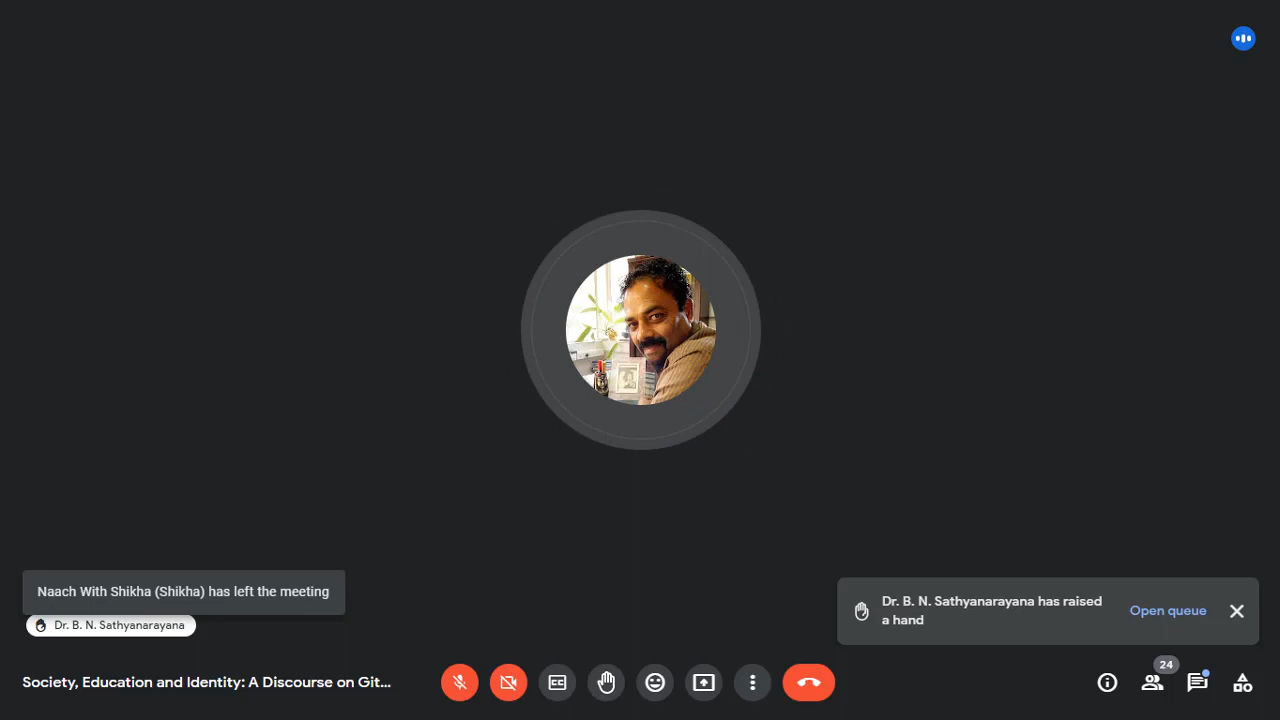 Naach With Shikha (Shikha) has left the meeting
Dr. B. N. Sathyanarayana
Dr. B. N. Sathyanarayana has raised
a hand
Open queue
Society, Education and Identity: A Discourse on Git...
CC
24